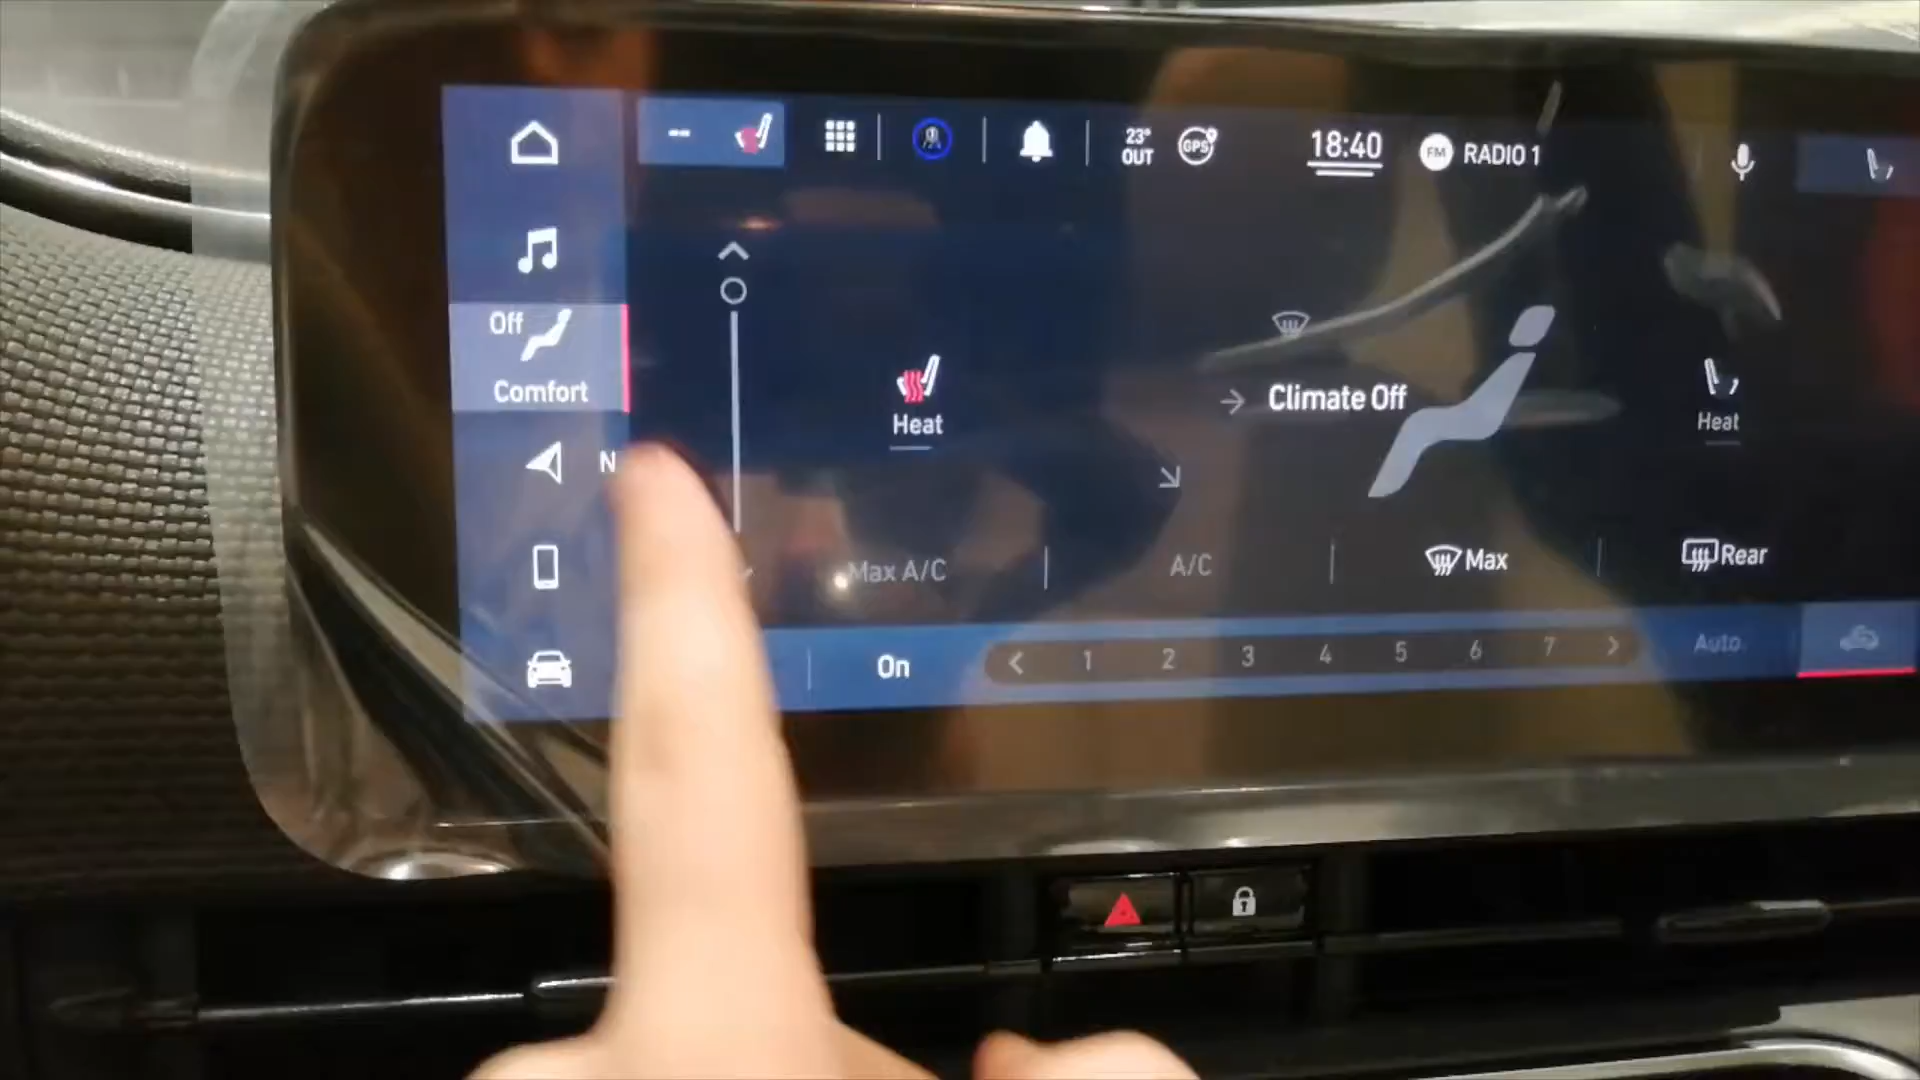 --
23°
OUT
GPS
18:40
FM
RADIO 1
Off
Comfort
N
Heat
Climate Off
Heat
Max A/C
A/C
Max
Rear
On
1 2 3 4 5 6 7
Auto